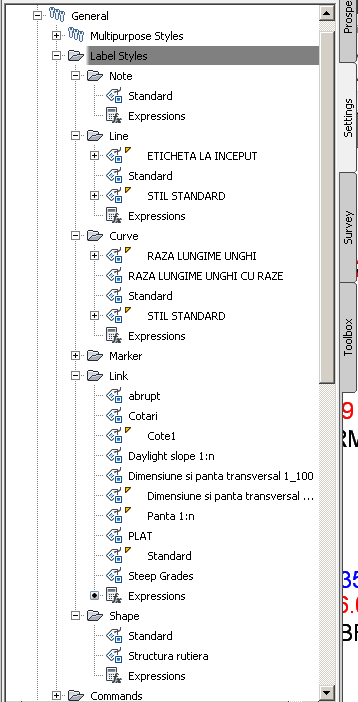 General
Multipurpose Styles
Label Styles
Note
Standard
Expressions
Line
ETICHETA LA INCEPUT
Standard
STIL STANDARD
Expressions
Curve
RAZA LUNGIME UNGHI
RAZA LUNGIME UNGHI CU RAZE
Standard
STIL STANDARD
Expressions
Marker
Link
abrupt
Cotari
Cote1
Daylight slope 1:n
Dimensiune si panta transversal 1_100
Dimensiune si panta transversal ...
Panta 1:n
PLAT
Standard
Steep Grades
Expressions
Shape
Standard
Structura rutiera
Expressions
Commands
Prospe
Settings
Survey
Toolbox
9
RM
35
6.